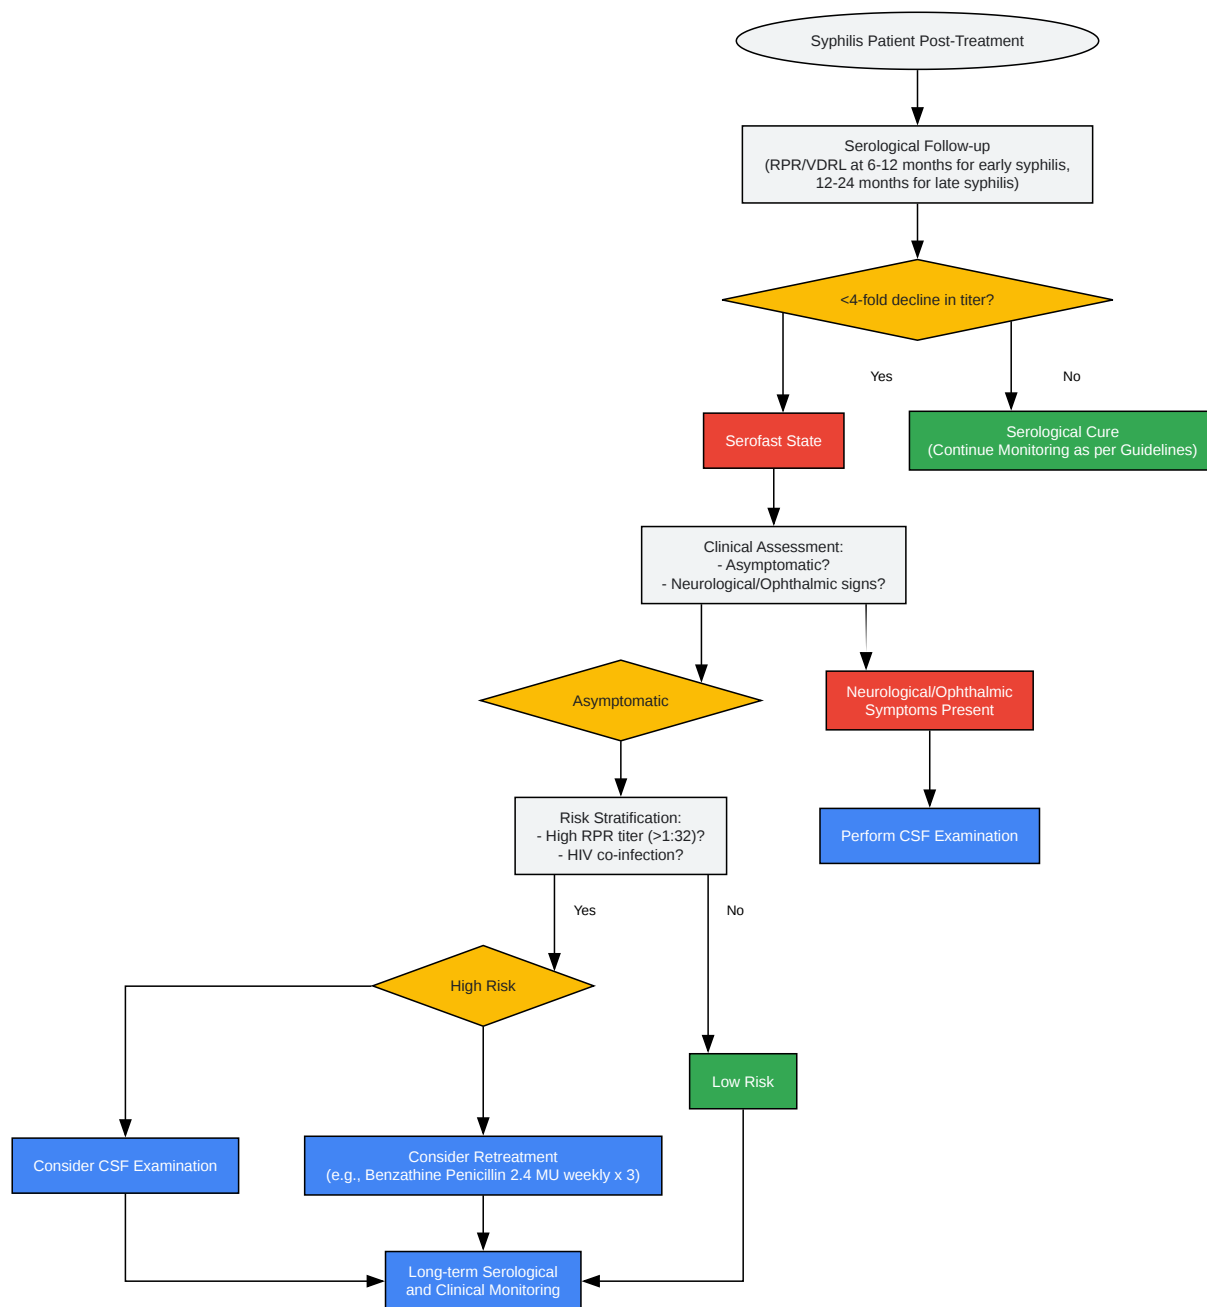 Syphilis Patient Post-Treatment
Serological Follow-up
(RPR/VDRL at 6-12 months for early syphilis,
12-24 months for late syphilis)
<4-fold decline in titer?
Yes
No
Serofast State
Serological Cure
(Continue Monitoring as per Guidelines)
Clinical Assessment:
- Asymptomatic?
- Neurological/Ophthalmic signs?
Asymptomatic
Neurological/Ophthalmic
Symptoms Present
Risk Stratification:
- High RPR titer (>1:32)?
- HIV co-infection?
Perform CSF Examination
Yes
No
High Risk
Low Risk
Consider CSF Examination
Consider Retreatment
(e.g., Benzathine Penicillin 2.4 MU weekly x 3)
Long-term Serological
and Clinical Monitoring